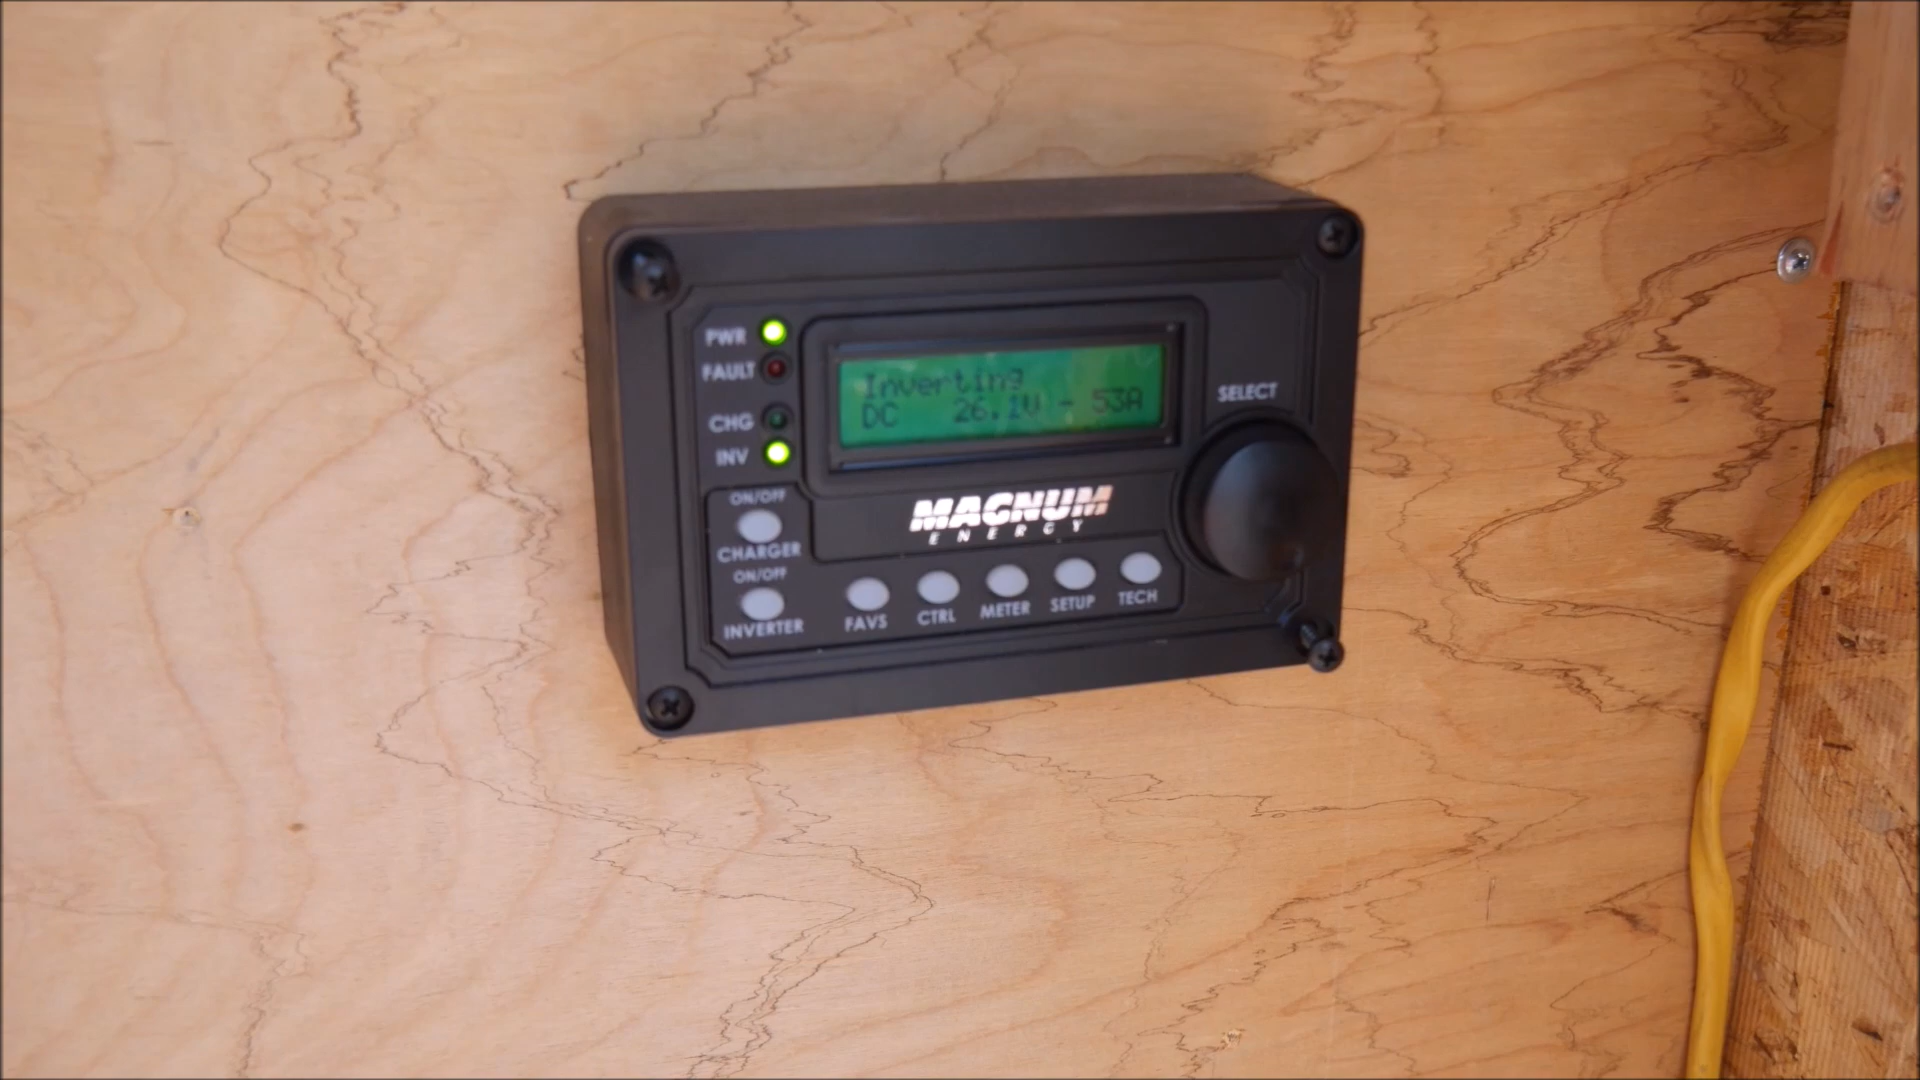 PWR
FAULT
CHG
INV
Inverting
DC 26.1V - 53A
SELECT
MAGNUM
ENERGY
ON/OFF
CHARGER
ON/OFF
INVERTER
FAVS
CTRL
METER
SETUP
TECH